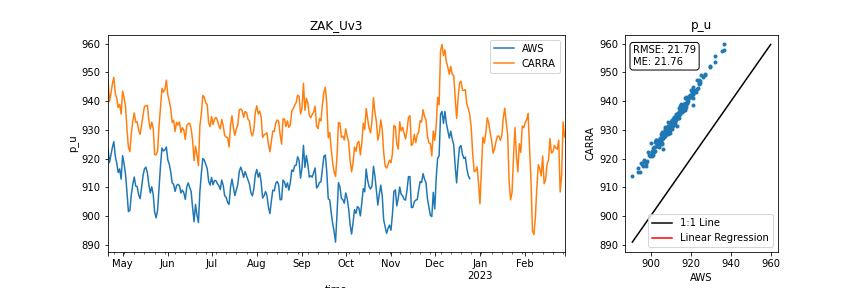 ZAK_Uv3
p_u
960
950
940
930
920
910
900
890
p_u
AWS
CARRA
May
Jun
Jul
Aug
Sep
Oct
Nov
Dec
Jan
2023
Feb
time
960
950
940
930
920
910
900
890
CARRA
RMSE: 21.79
ME: 21.76
1:1 Line
Linear Regression
900
920
940
960
AWS